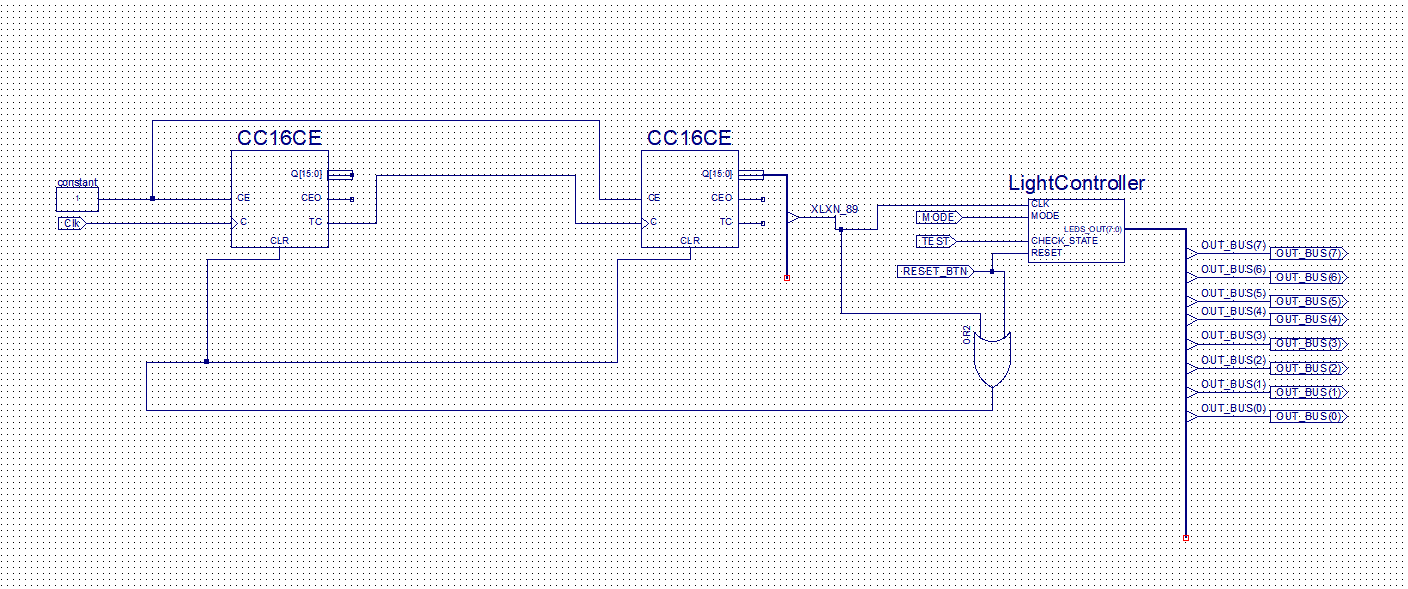 CC16CE
constant
1
Clk
CE
C
Q[15:0]
CEO
TC
CLR
CC16CE
CE
C
Q[15:0]
CEO
TC
CLR
XLXN_89
LightController
MODE
TEST
RESET_BTN
CLK
MODE
LEDS_OUT(7:0)
CHECK_STATE
RESET
OR2
OUT_BUS(7) OUT_BUS(7)
OUT_BUS(6) OUT_BUS(6)
OUT_BUS(5) OUT_BUS(5)
OUT_BUS(4) OUT_BUS(4)
OUT_BUS(3) OUT_BUS(3)
OUT_BUS(2) OUT_BUS(2)
OUT_BUS(1) OUT_BUS(1)
OUT_BUS(0) OUT_BUS(0)